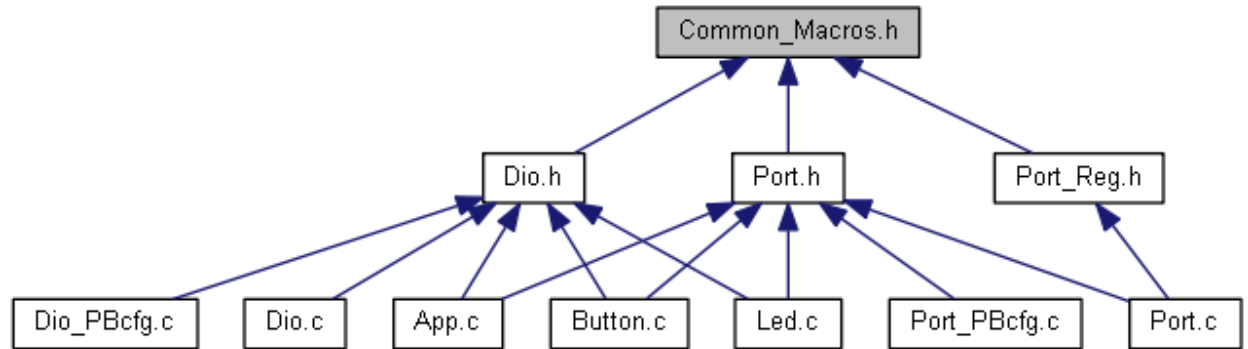 Common_Macros.h
Dio.h
Port.h
Port_Reg.h
Dio_PBcfg.c
Dio.c
App.c
Button.c
Led.c
Port_PBcfg.c
Port.c